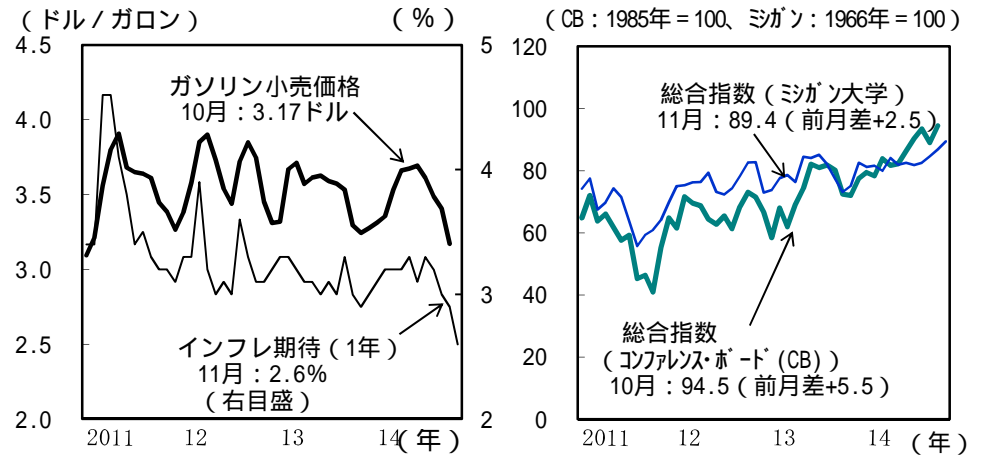 （ドル / ガロン）
（％）
4.5
4.0
3.5
3.0
2.5
2.0
5
4
3
2
ガソリン小売価格
10月：3.17ドル
インフレ期待（1年）
11月：2.6%
（右目盛）
2011
12
13
14
（年）
（CB：1985年＝100、ﾐｼｶﾞﾝ：1966年＝100）
120
100
80
60
40
20
0
総合指数（ﾐｼｶﾞﾝ大学）
11月：89.4（前月差+2.5）
総合指数
（ｺﾝﾌｧﾚﾝｽ･ﾎﾞｰﾄﾞ(CB)）
10月：94.5（前月差+5.5）
2011
12
13
14
（年）